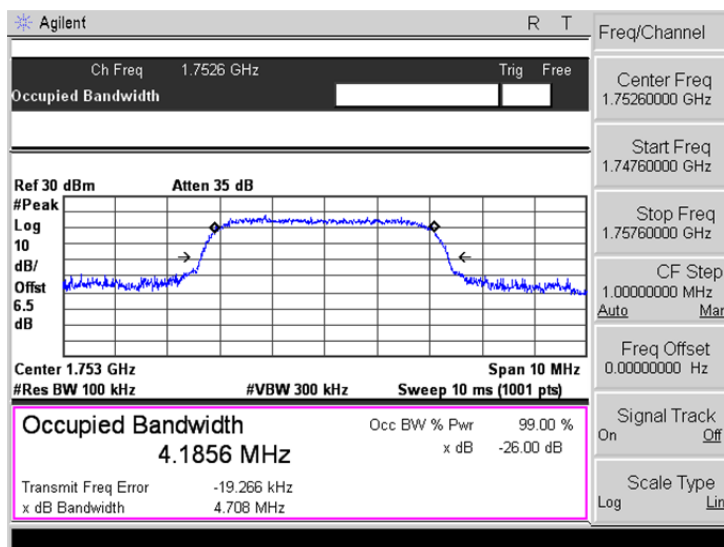 Agilent R T
Ch Freq 1.7526 GHz Trig Free
Occupied Bandwidth
Ref 30 dBm Atten 35 dB
#Peak
Log
10
dB/
Offst
6.5
dB
Center 1.753 GHz Span 10 MHz
#Res BW 100 kHz #VBW 300 kHz Sweep 10 ms (1001 pts)
Occupied Bandwidth
4.1856 MHz
Occ BW % Pwr 99.00 %
x dB -26.00 dB
Transmit Freq Error -19.266 kHz
x dB Bandwidth 4.708 MHz
Freq/Channel
Center Freq
1.75260000 GHz
Start Freq
1.74760000 GHz
Stop Freq
1.75760000 GHz
CF Step
1.00000000 MHz
Auto Man
Freq Offset
0.00000000 Hz
Signal Track
On Off
Scale Type
Log Lin